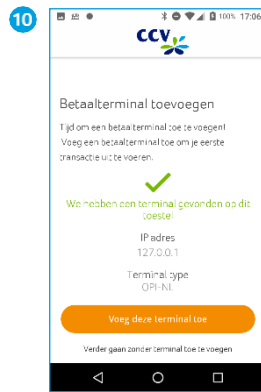 10
100% 17:06
CCV
Betaalterminal toevoegen
Tijd om een betaalterminal toe te voegen!
Voeg een betaalterminal toe om je eerste
transactie uit te voeren.
We hebben een terminal gevonden op dit
toestel
IP adres
127.0.0.1
Terminal type
OPI-NL
Voeg deze terminal toe
Verder gaan zonder terminal toe te voegen